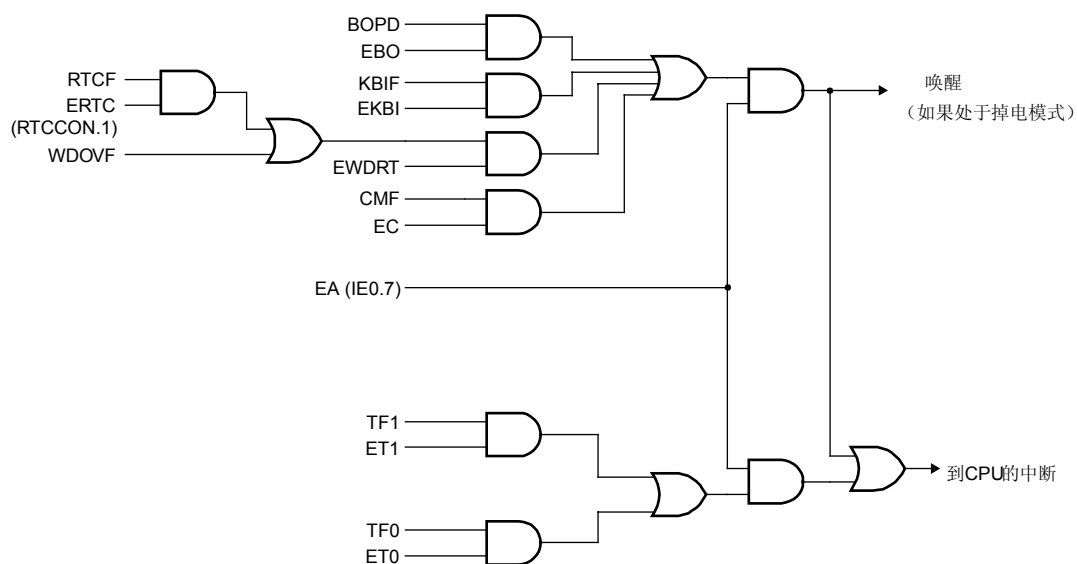 BOPD
EBO
RTCF
ERTC
(RTCCON.1)
WDOVF
KBIF
EKBI
EWDRT
CMF
EC
唤醒
(如果处于掉电模式)
EA (IE0.7)
TF1
ET1
TF0
ET0
到CPU的中断